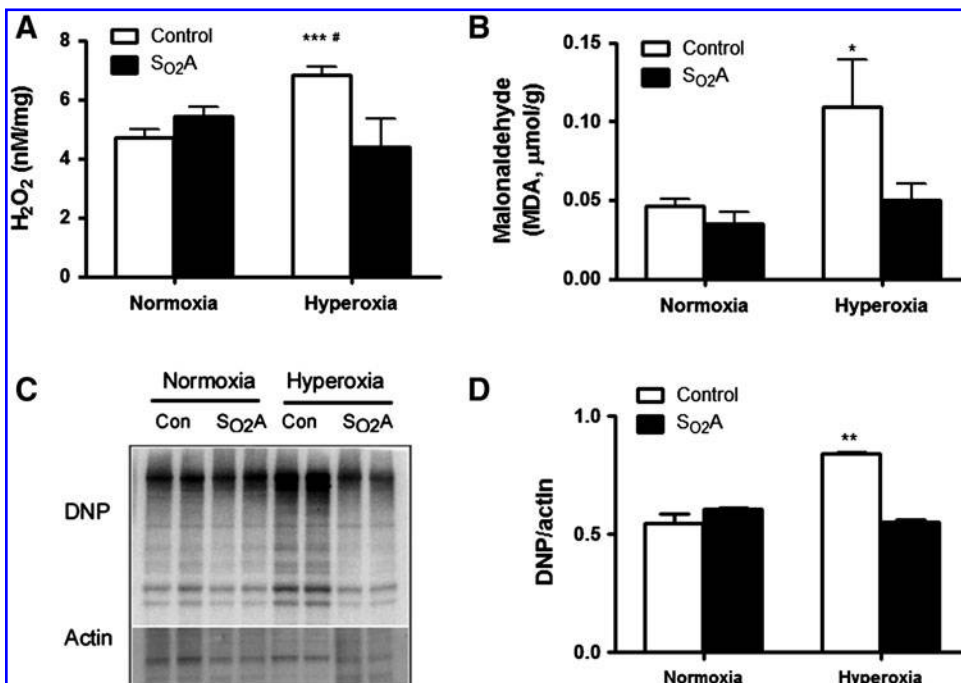 A
8
6
4
2
0
H2O2 (nM/mg)
Control
SO2A
*** #
Normoxia
Hyperoxia
B
0.15
0.10
0.05
0.00
Malonaldehyde
(MDA, μmol/g)
Control
SO2A
*
Normoxia
Hyperoxia
C
Normoxia
Hyperoxia
Con
SO2A
Con
SO2A
DNP
Actin
D
1.0
0.5
0.0
DNP/actin
Control
SO2A
**
Normoxia
Hyperoxia